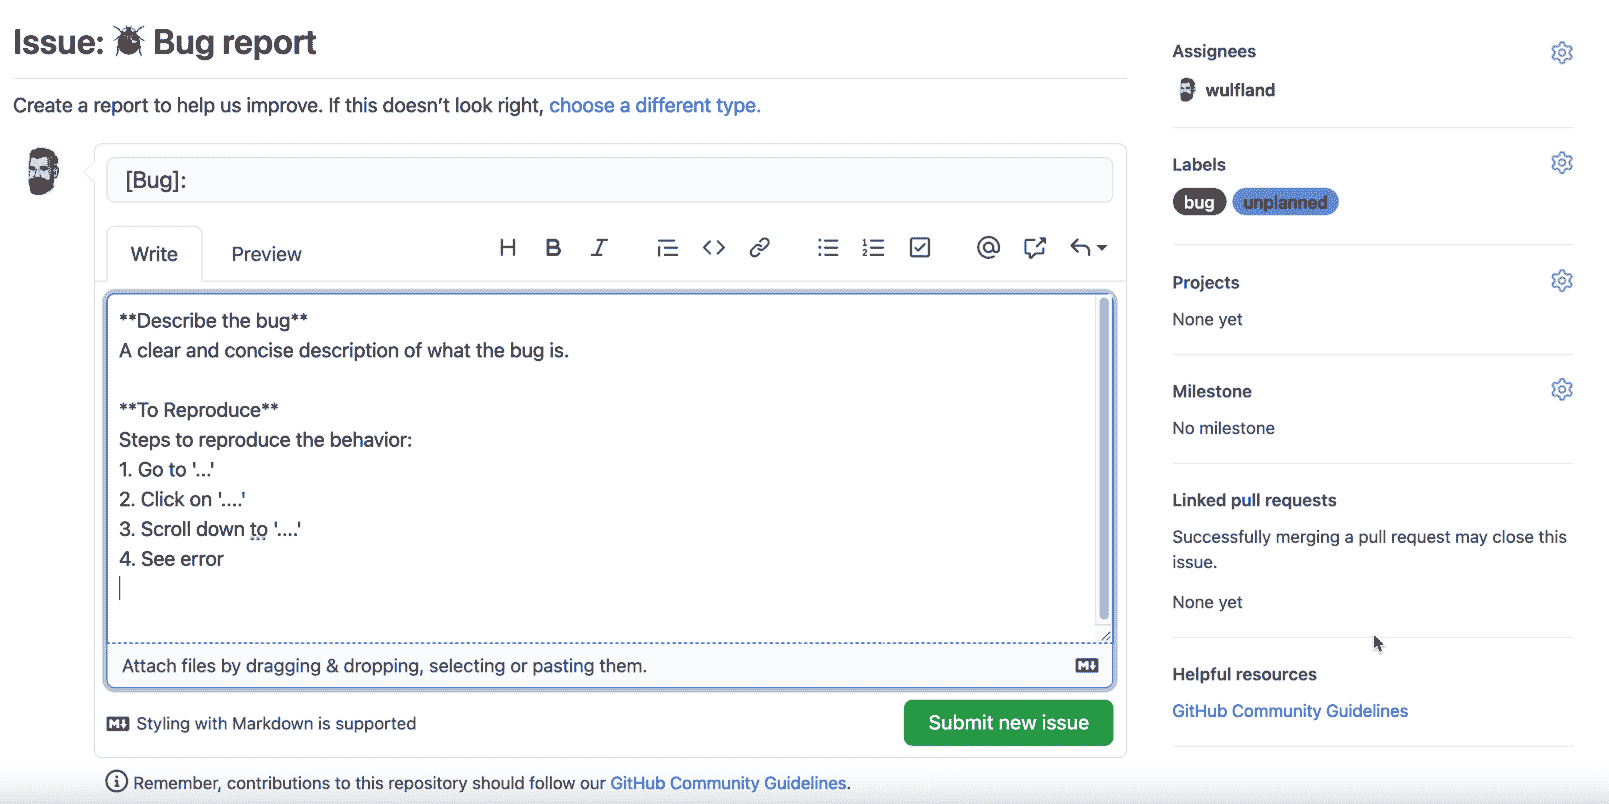 Issue: Bug report
Create a report to help us improve. If this doesn’t look right, choose a different type.
[Bug]:
Write Preview
**Describe the bug**
A clear and concise description of what the bug is.
**To Reproduce**
Steps to reproduce the behavior:
1. Go to '...'
2. Click on '....'
3. Scroll down to '....'
4. See error
Attach files by dragging & dropping, selecting or pasting them.
Styling with Markdown is supported
Submit new issue
Remember, contributions to this repository should follow our GitHub Community Guidelines.
Assignees
wulfland
Labels
bug unplanned
Projects
None yet
Milestone
No milestone
Linked pull requests
Successfully merging a pull request may close this
issue.
None yet
Helpful resources
GitHub Community Guidelines